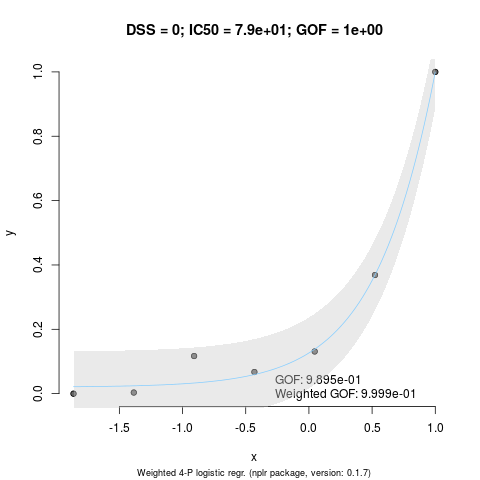 DSS = 0; IC50 = 7.9e+01; GOF = 1e+00
1.0
0.8
0.6
0.4
0.2
0.0
y
GOF: 9.895e-01
Weighted GOF: 9.999e-01
-1.5 -1.0 -0.5 0.0 0.5 1.0
x
Weighted 4-P logistic regr. (nplr package, version: 0.1.7)